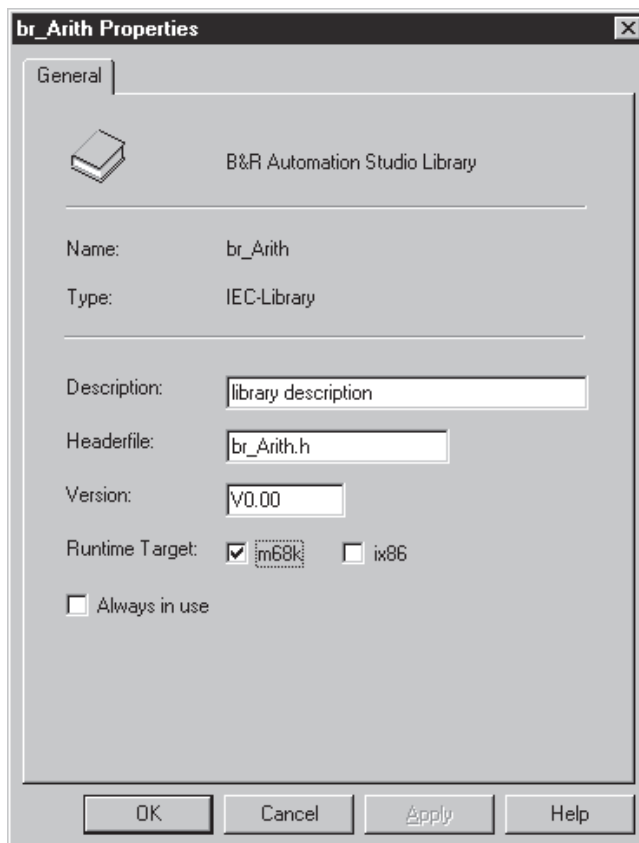 br_Arith Properties
General
B&R Automation Studio Library
Name: br_Arith
Type: IEC-Library
Description: library description
Headerfile: br_Arith.h
Version: V0.00
Runtime Target: m68k ix86
Always in use
OK Cancel Apply Help